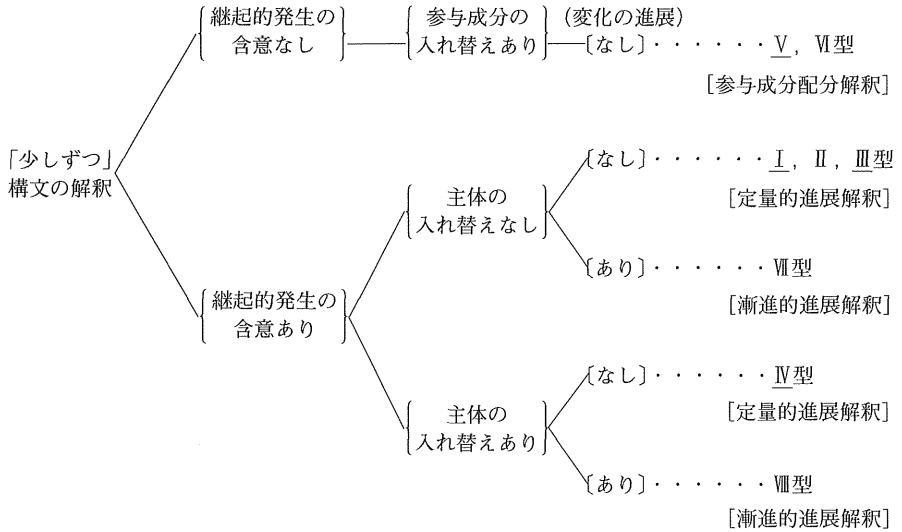 継起的発生の
含意なし
参与成分の
入れ替えあり
（変化の進展）
〔なし〕・・・・・・Ⅴ，Ⅵ型
［参与成分配分解釈］
「少しずつ」
構文の解釈
〔なし〕・・・・・・Ⅰ，Ⅱ，Ⅲ型
［定量的進展解釈］
主体の
入れ替えなし
〔あり〕・・・・・・Ⅶ型
［漸進的進展解釈］
継起的発生の
含意あり
〔なし〕・・・・・・Ⅳ型
［定量的進展解釈］
主体の
入れ替えあり
〔あり〕・・・・・・Ⅷ型
［漸進的進展解釈］